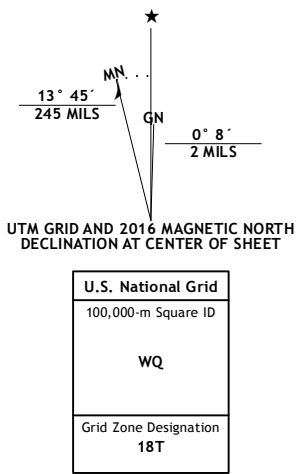 ★
MN
GN
13° 45´
245 MILS
0° 8´
2 MILS
UTM GRID AND 2016 MAGNETIC NORTH
DECLINATION AT CENTER OF SHEET
U.S. National Grid
100,000-m Square ID
WQ
Grid Zone Designation
18T